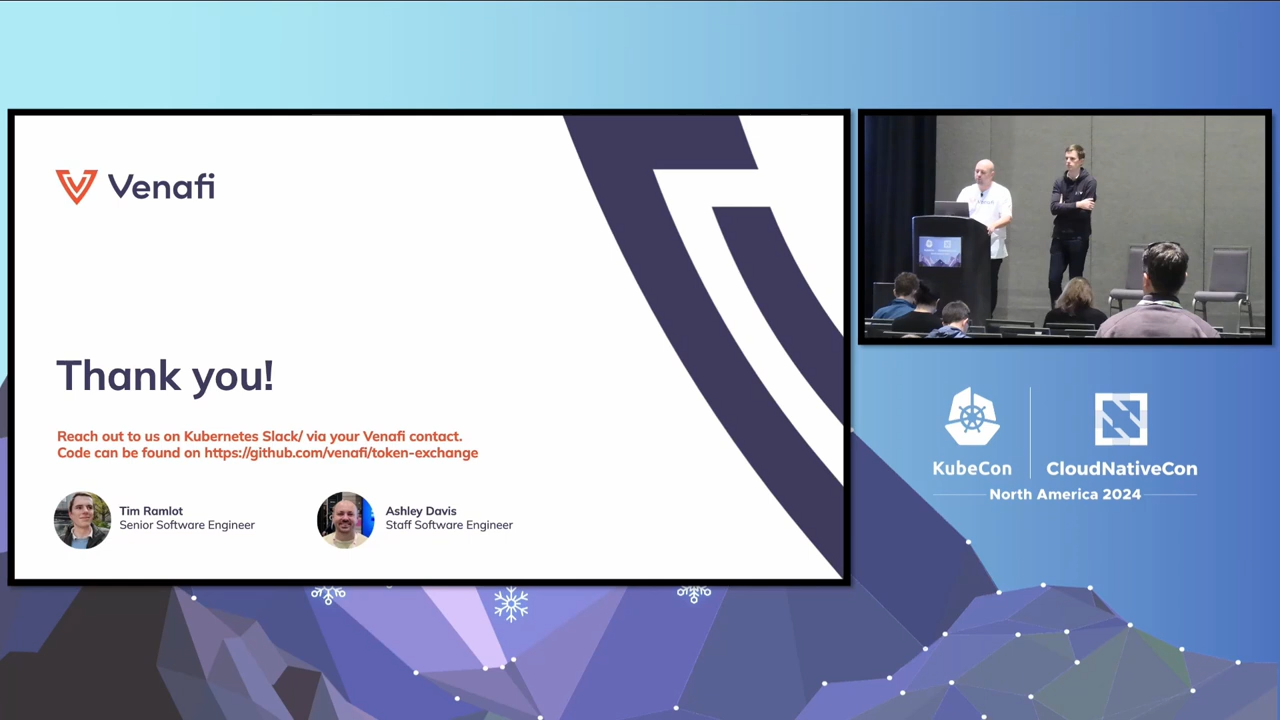 Venafi
Thank you!
Reach out to us on Kubernetes Slack/ via your Venafi contact.
Code can be found on https://github.com/venafi/token-exchange
Tim Ramlot
Senior Software Engineer
Ashley Davis
Staff Software Engineer
KubeCon
CloudNativeCon
North America 2024